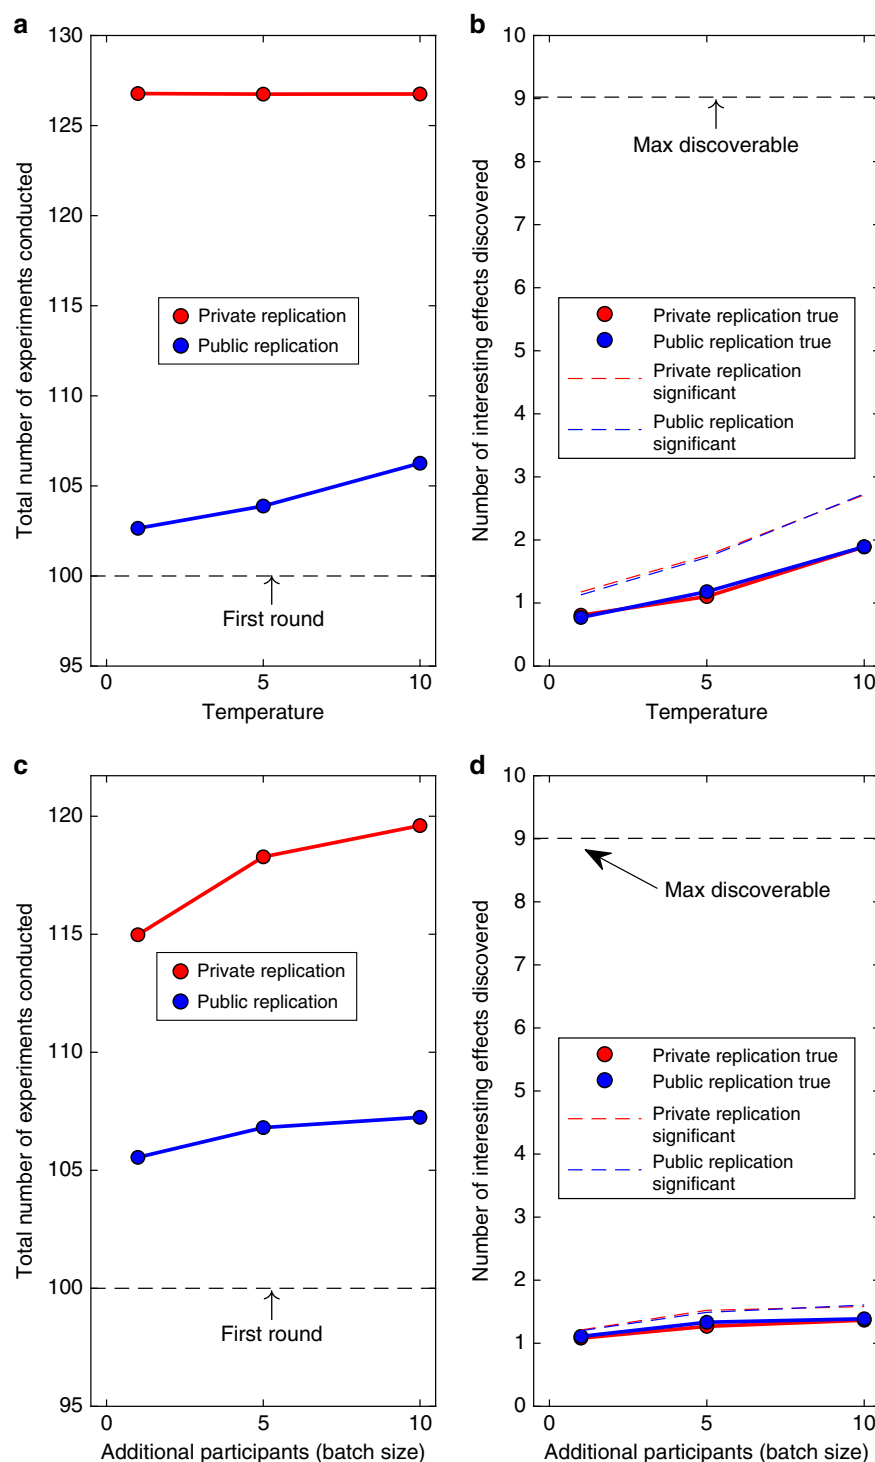 a
130
125
120
115
110
105
100
95
Total number of experiments conducted
Private replication
Public replication
First round
0
5
10
Temperature
b
10
9
8
7
6
5
4
3
2
1
0
Number of interesting effects discovered
Max discoverable
Private replication true
Public replication true
Private replication
significant
Public replication
significant
0
5
10
Temperature
c
120
115
110
105
100
95
Total number of experiments conducted
Private replication
Public replication
First round
0
5
10
Additional participants (batch size)
d
10
9
8
7
6
5
4
3
2
1
0
Number of interesting effects discovered
Max discoverable
Private replication true
Public replication true
Private replication
significant
Public replication
significant
0
5
10
Additional participants (batch size)